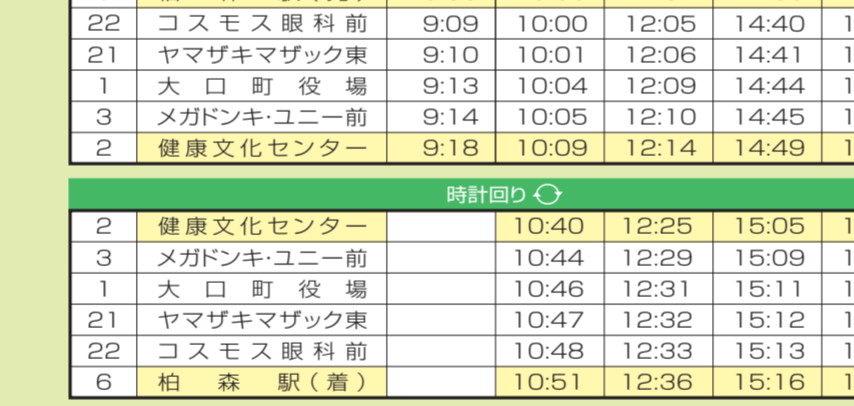 22 コスモス眼科前 9:09 10:00 12:05 14:40
21 ヤマザキマザック東 9:10 10:01 12:06 14:41
1 大口町役場 9:13 10:04 12:09 14:44
3 メガドンキ・ユニー前 9:14 10:05 12:10 14:45
2 健康文化センター 9:18 10:09 12:14 14:49
時計回り
2 健康文化センター 10:40 12:25 15:05
3 メガドンキ・ユニー前 10:44 12:29 15:09
1 大口町役場 10:46 12:31 15:11
21 ヤマザキマザック東 10:47 12:32 15:12
22 コスモス眼科前 10:48 12:33 15:13
6 柏森駅(着) 10:51 12:36 15:16